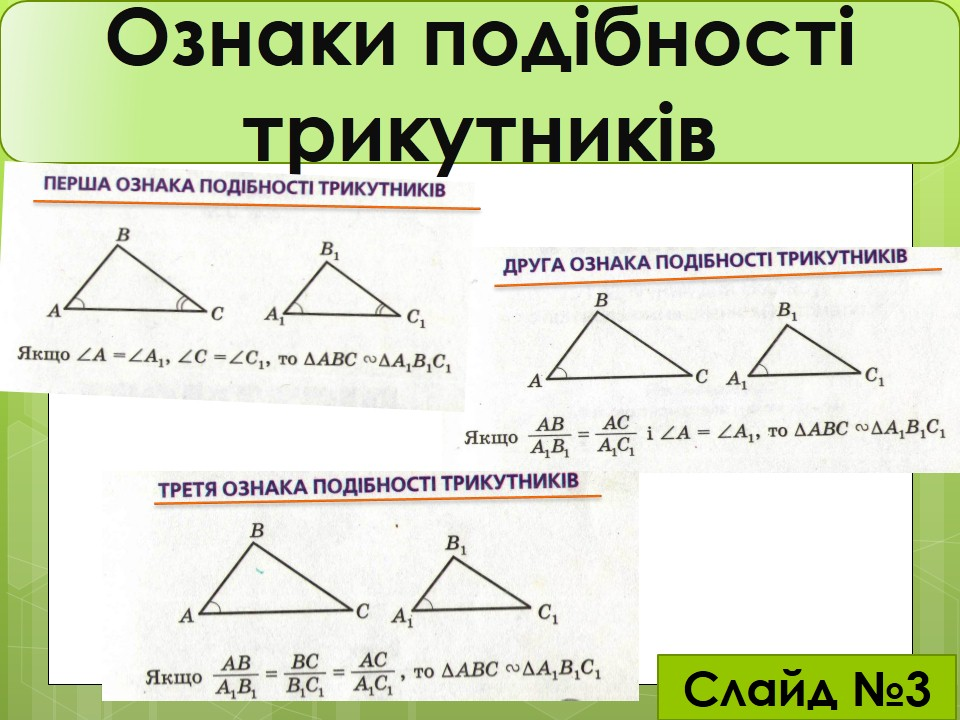 Ознаки подібності
трикутників
ПЕРША ОЗНАКА ПОДІБНОСТІ ТРИКУТНИКІВ
B
B₁
A
C
A₁
C₁
Якщо ∠A = ∠A₁, ∠C = ∠C₁, то ΔABC ∾ ΔA₁B₁C₁
ДРУГА ОЗНАКА ПОДІБНОСТІ ТРИКУТНИКІВ
B
B₁
A
C
A₁
C₁
Якщо AB/A₁B₁ = AC/A₁C₁ і ∠A = ∠A₁, то ΔABC ∾ ΔA₁B₁C₁
ТРЕТЯ ОЗНАКА ПОДІБНОСТІ ТРИКУТНИКІВ
B
B₁
A
C
A₁
C₁
Якщо AB/A₁B₁ = BC/B₁C₁ = AC/A₁C₁, то ΔABC ∾ ΔA₁B₁C₁
Слайд №3